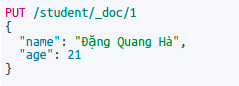 PUT /student/_doc/1
{
  "name": "Đặng Quang Hà",
  "age": 21
}